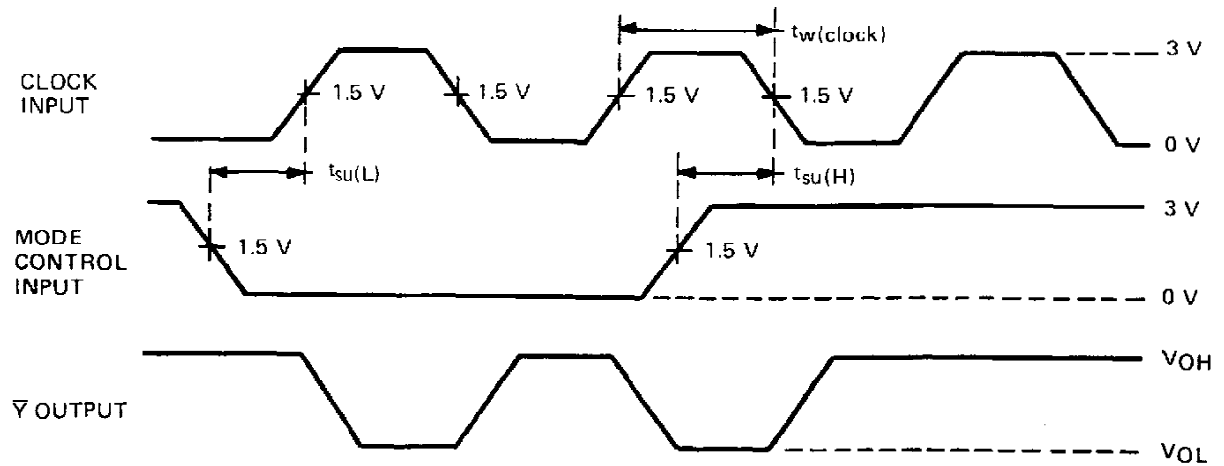 tw(clock)
3 V
CLOCK
INPUT
1.5 V
1.5 V
1.5 V
1.5 V
0 V
tsu(L)
tsu(H)
3 V
MODE
CONTROL
INPUT
1.5 V
1.5 V
0 V
VOH
Y̅ OUTPUT
VOL